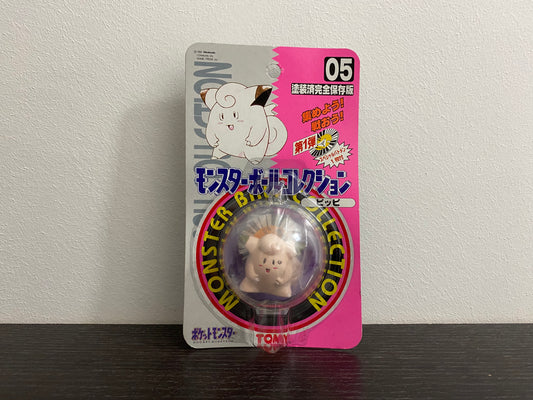 05
塗装済完全保存版
集めよう!
戦おう!
第1弾
モンスターボールコレクション
ピッピ
MONSTER BALL COLLECTION
ポケットモンスター
TOMY